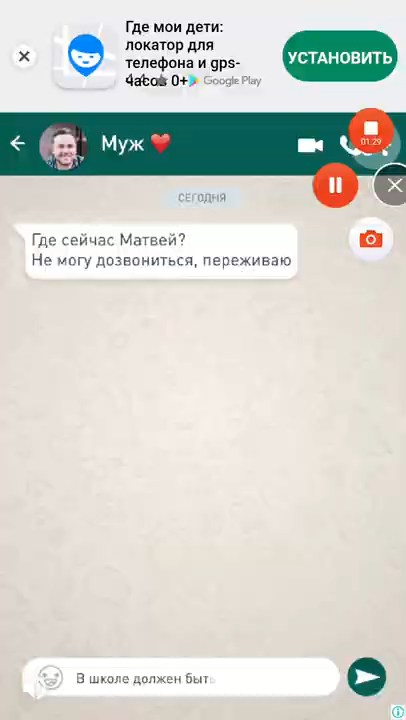 Где мои дети:
локатор для
телефона и gps-
часов 0+
Google Play
УСТАНОВИТЬ
Муж
01:29
СЕГОДНЯ
Где сейчас Матвей?
Не могу дозвониться, переживаю
В школе должен быть